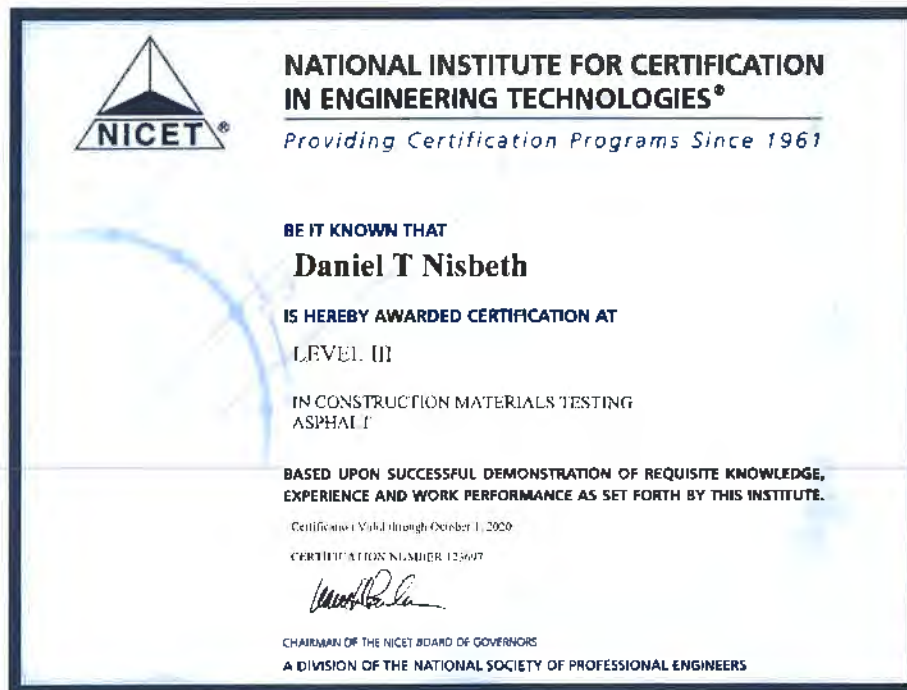 NICET®
NATIONAL INSTITUTE FOR CERTIFICATION
IN ENGINEERING TECHNOLOGIES®
Providing Certification Programs Since 1961
BE IT KNOWN THAT
Daniel T Nisbeth
IS HEREBY AWARDED CERTIFICATION AT
LEVEL III
IN CONSTRUCTION MATERIALS TESTING
ASPHALT
BASED UPON SUCCESSFUL DEMONSTRATION OF REQUISITE KNOWLEDGE,
EXPERIENCE AND WORK PERFORMANCE AS SET FORTH BY THIS INSTITUTE.
Certification Valid through October 1, 2020
CERTIFICATION NUMBER
CHAIRMAN OF THE NICET BOARD OF GOVERNORS
A DIVISION OF THE NATIONAL SOCIETY OF PROFESSIONAL ENGINEERS